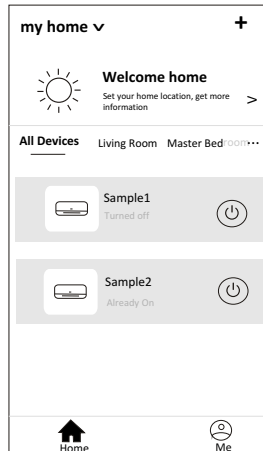 my home
+
Welcome home
Set your home location, get more
information
>
All Devices Living Room Master Bedroom...
Sample1
Turned off
Sample2
Already On
Home Me